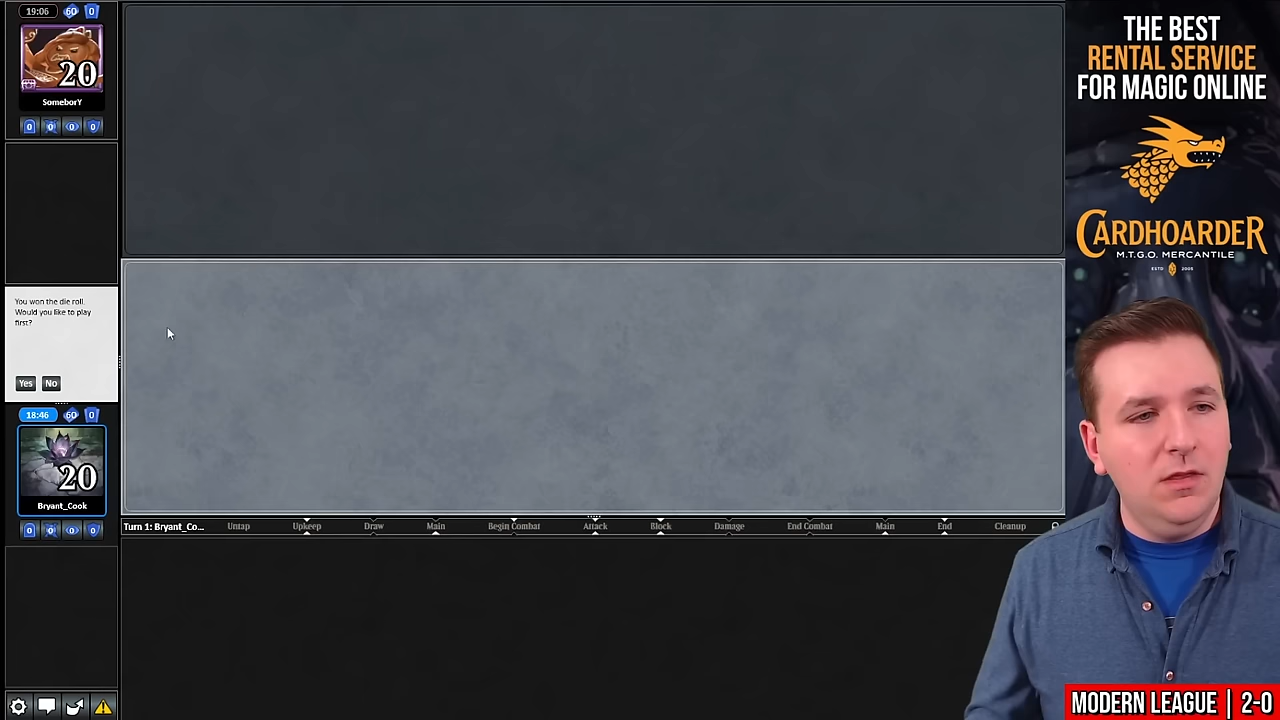 19:06 60 0
20
SomeborY
0 0 0 0
You won the die roll.
Would you like to play
first?
Yes No
18:46 60 0
20
Bryant_Cook
0 0 0 0
Turn 1: Bryant_Co... Untap Upkeep Draw Main Begin Combat Attack Block Damage End Combat Main End Cleanup
THE BEST
RENTAL SERVICE
FOR MAGIC ONLINE
CARDHOARDER
M.T.G.O. MERCANTILE
ESTD 2005
MODERN LEAGUE | 2-0